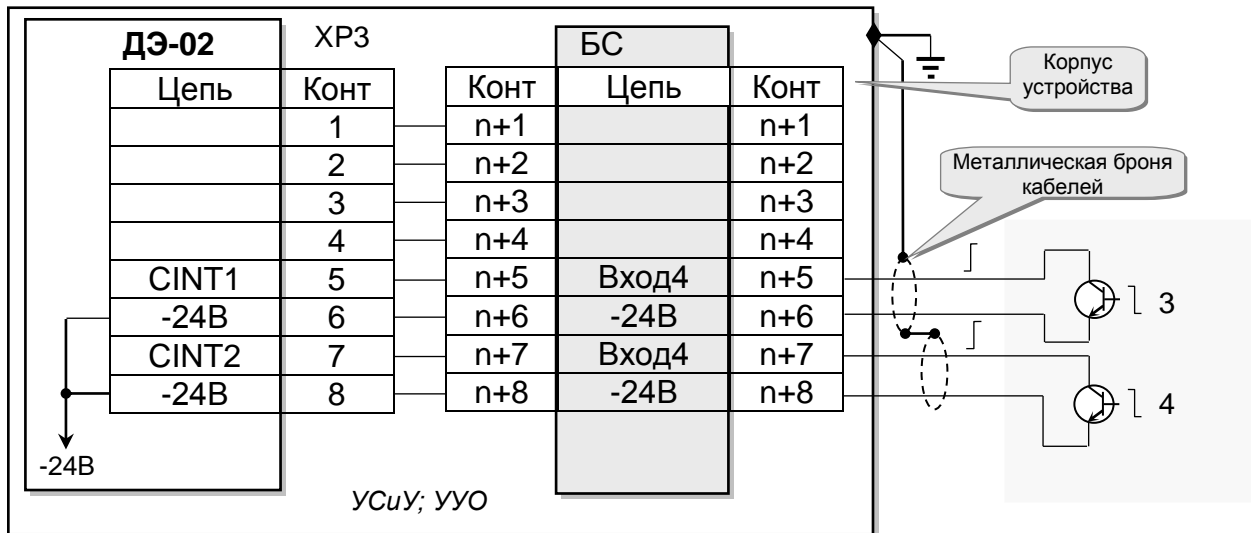 ДЭ-02 ХР3 БС
Корпус устройства
Цепь Конт Конт Цепь Конт
1 n+1 n+1
2 n+2 n+2
Металлическая броня кабелей
3 n+3 n+3
4 n+4 n+4
CINT1 5 n+5 Вход4 n+5
-24В 6 n+6 -24В n+6
3
CINT2 7 n+7 Вход4 n+7
-24В 8 n+8 -24В n+8
4
-24В
УСиУ; УУО